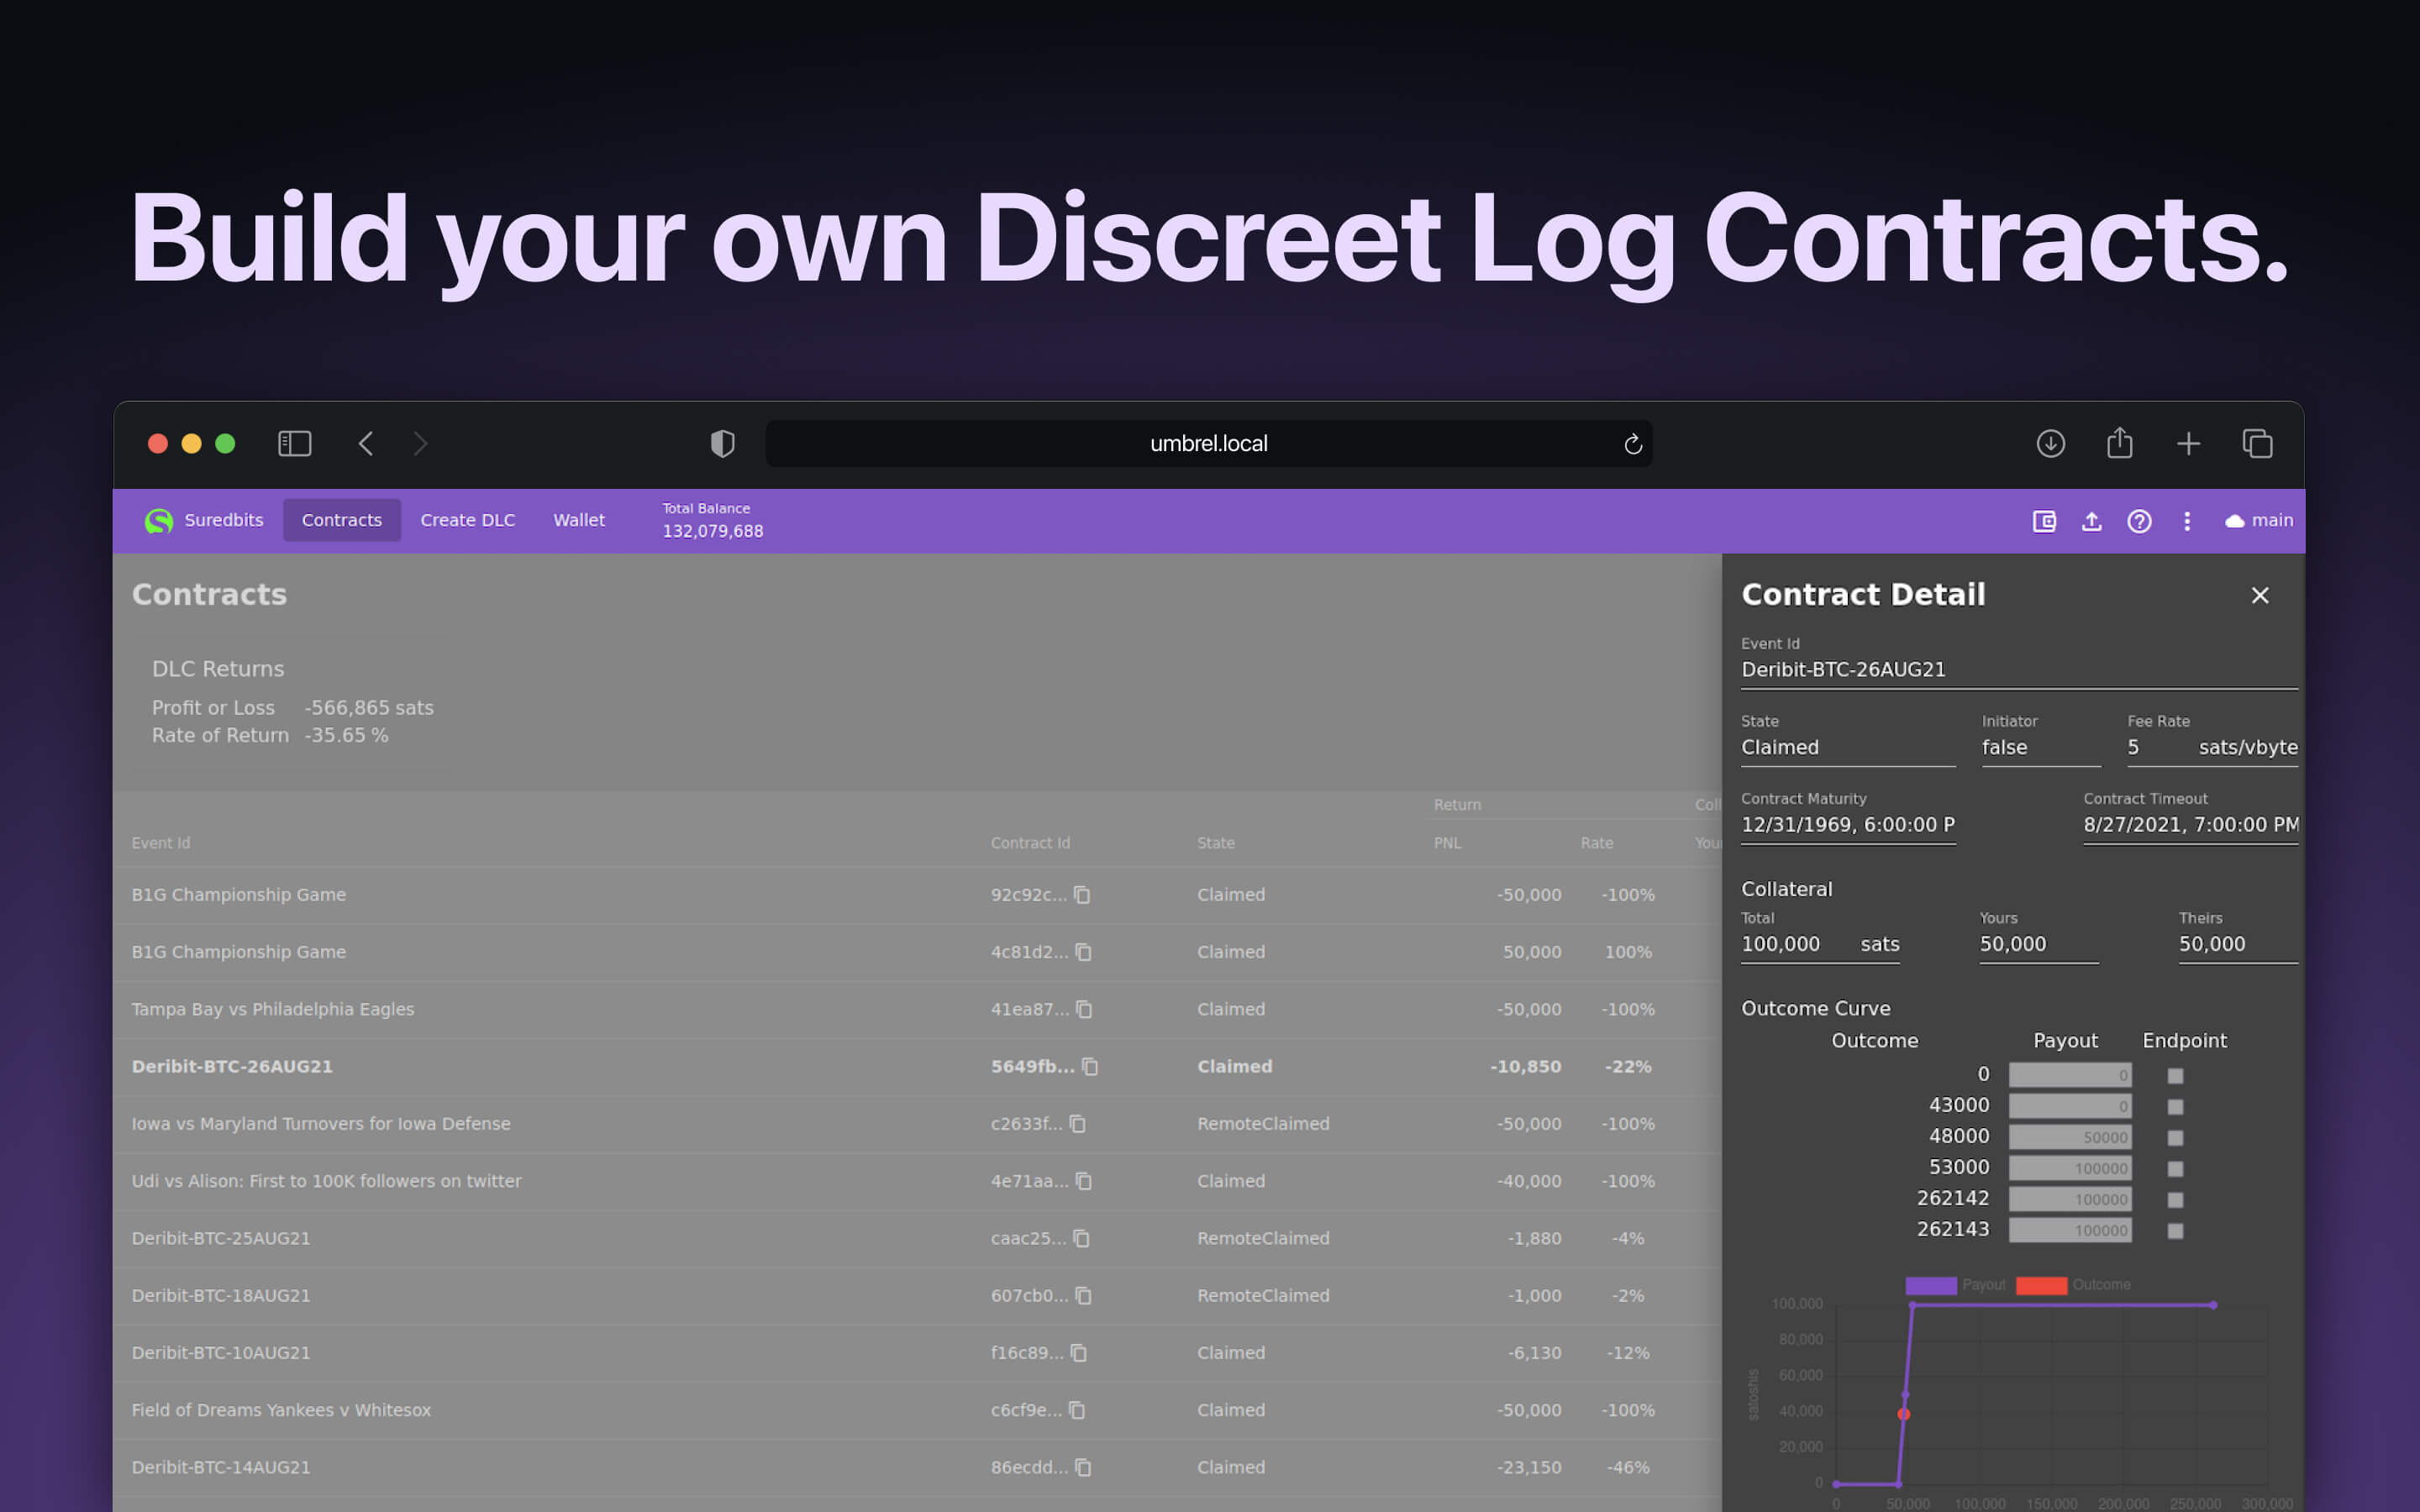 Build your own Discreet Log Contracts.
umbrel.local
Suredbits Contracts Create DLC Wallet Total Balance 132,079,688 main
Contracts
DLC Returns
Profit or Loss -566,865 sats
Rate of Return -35.65 %
Return Coll
Event Id Contract Id State PNL Rate You
B1G Championship Game 92c92c... Claimed -50,000 -100%
B1G Championship Game 4c81d2... Claimed 50,000 100%
Tampa Bay vs Philadelphia Eagles 41ea87... Claimed -50,000 -100%
Deribit-BTC-26AUG21 5649fb... Claimed -10,850 -22%
Iowa vs Maryland Turnovers for Iowa Defense c2633f... RemoteClaimed -50,000 -100%
Udi vs Alison: First to 100K followers on twitter 4e71aa... Claimed -40,000 -100%
Deribit-BTC-25AUG21 caac25... RemoteClaimed -1,880 -4%
Deribit-BTC-18AUG21 607cb0... RemoteClaimed -1,000 -2%
Deribit-BTC-10AUG21 f16c89... Claimed -6,130 -12%
Field of Dreams Yankees v Whitesox c6cf9e... Claimed -50,000 -100%
Deribit-BTC-14AUG21 86ecdd... Claimed -23,150 -46%
Contract Detail
Event Id
Deribit-BTC-26AUG21
State Initiator Fee Rate
Claimed false 5 sats/vbyte
Contract Maturity Contract Timeout
12/31/1969, 6:00:00 P 8/27/2021, 7:00:00 PM
Collateral
Total Yours Theirs
100,000 sats 50,000 50,000
Outcome Curve
Outcome Payout Endpoint
0 0
43000 0
48000 50000
53000 100000
262142 100000
262143 100000
Payout Outcome
100,000
80,000
60,000
40,000
20,000
0
satoshis
0 50,000 100,000 150,000 200,000 250,000 300,000